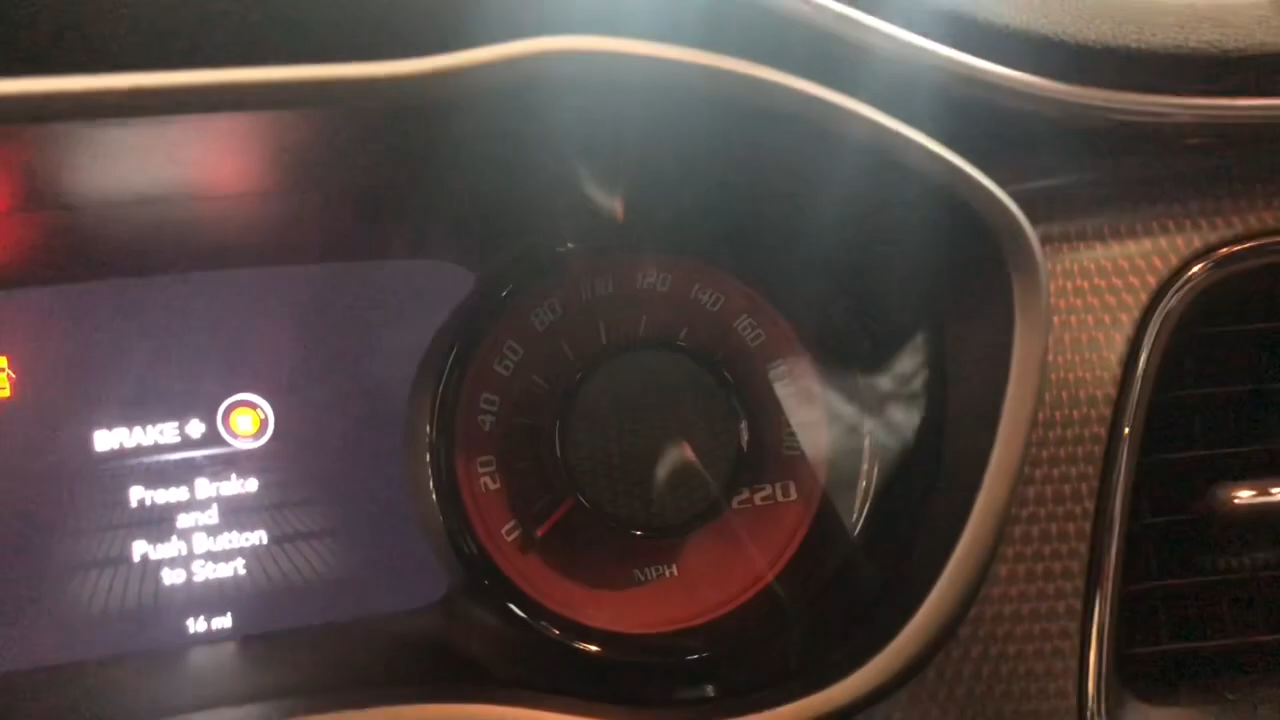 BRAKE +
Press Brake
and
Push Button
to Start
16 mi
0
20
40
60
80
100
120
140
160
220
MPH